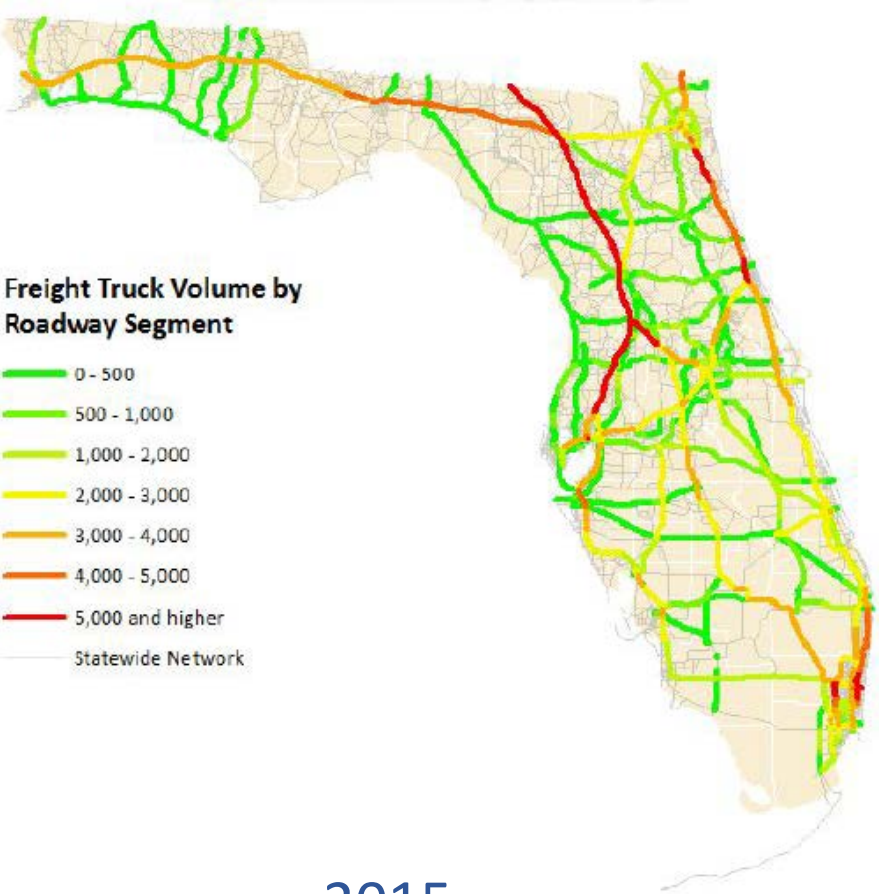 Freight Truck Volume by
Roadway Segment
0 - 500
500 - 1,000
1,000 - 2,000
2,000 - 3,000
3,000 - 4,000
4,000 - 5,000
5,000 and higher
Statewide Network
2015